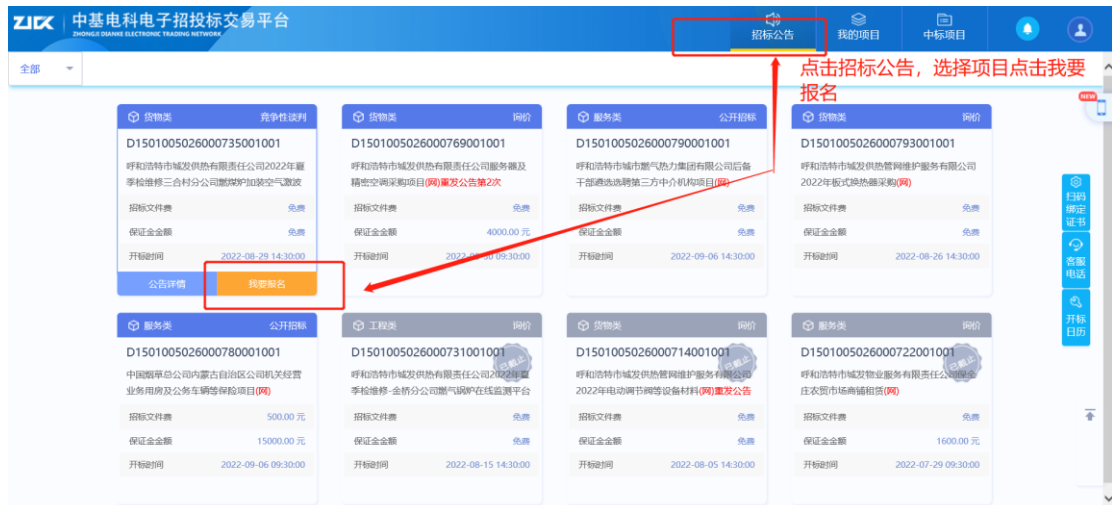 ZJCX 中基电科电子招投标交易平台
ZHONGJI DIANKE ELECTRONIC TRADING NETWORK
招标公告 我的项目 中标项目
全部
点击招标公告，选择项目点击我要
报名
NEW
货物类 竞争性谈判
D1501005026000735001001
呼和浩特市城发供热有限责任公司2022年夏
季检维修三合村分公司燃煤炉加装空气激波
招标文件费 免费
保证金金额 免费
开标时间 2022-08-29 14:30:00
公告详情 我要报名
货物类 询价
D1501005026000769001001
呼和浩特市城发供热有限责任公司服务器及
精密空调采购项目(网)重发公告第2次
招标文件费 免费
保证金金额 4000.00 元
开标时间 09:30:00
服务类 公开招标
D1501005026000790001001
呼和浩特市城市燃气热力集团有限公司后备
干部遴选选聘第三方中介机构项目(网)
招标文件费 免费
保证金金额 免费
开标时间 2022-09-06 14:30:00
货物类 询价
D1501005026000793001001
呼和浩特市城发供热管网维护服务有限公司
2022年板式换热器采购(网)
招标文件费 免费
保证金金额 免费
开标时间 2022-08-26 14:30:00
扫码
绑定
证书
客服
电话
开标
日历
服务类 公开招标
D1501005026000780001001
中国烟草总公司内蒙古自治区公司机关经营
业务用房及公务车辆等保险项目(网)
招标文件费 500.00 元
保证金金额 15000.00 元
开标时间 2022-09-06 09:30:00
工程类 询价
D1501005026000731001001
已截止
呼和浩特市城发供热有限责任公司2022年夏
季检维修-金桥分公司燃气锅炉在线监测平台
招标文件费 免费
保证金金额 免费
开标时间 2022-08-15 14:30:00
货物类 询价
D1501005026000714001001
已截止
呼和浩特市城发供热管网维护服务有限公司
2022年电动调节阀等设备材料(网)重发公告
招标文件费 免费
保证金金额 免费
开标时间 2022-08-05 14:30:00
服务类 询价
D1501005026000722001001
已截止
呼和浩特市城发物业服务有限责任公司保全
庄农贸市场商铺租赁(网)
招标文件费 免费
保证金金额 1600.00 元
开标时间 2022-07-29 09:30:00